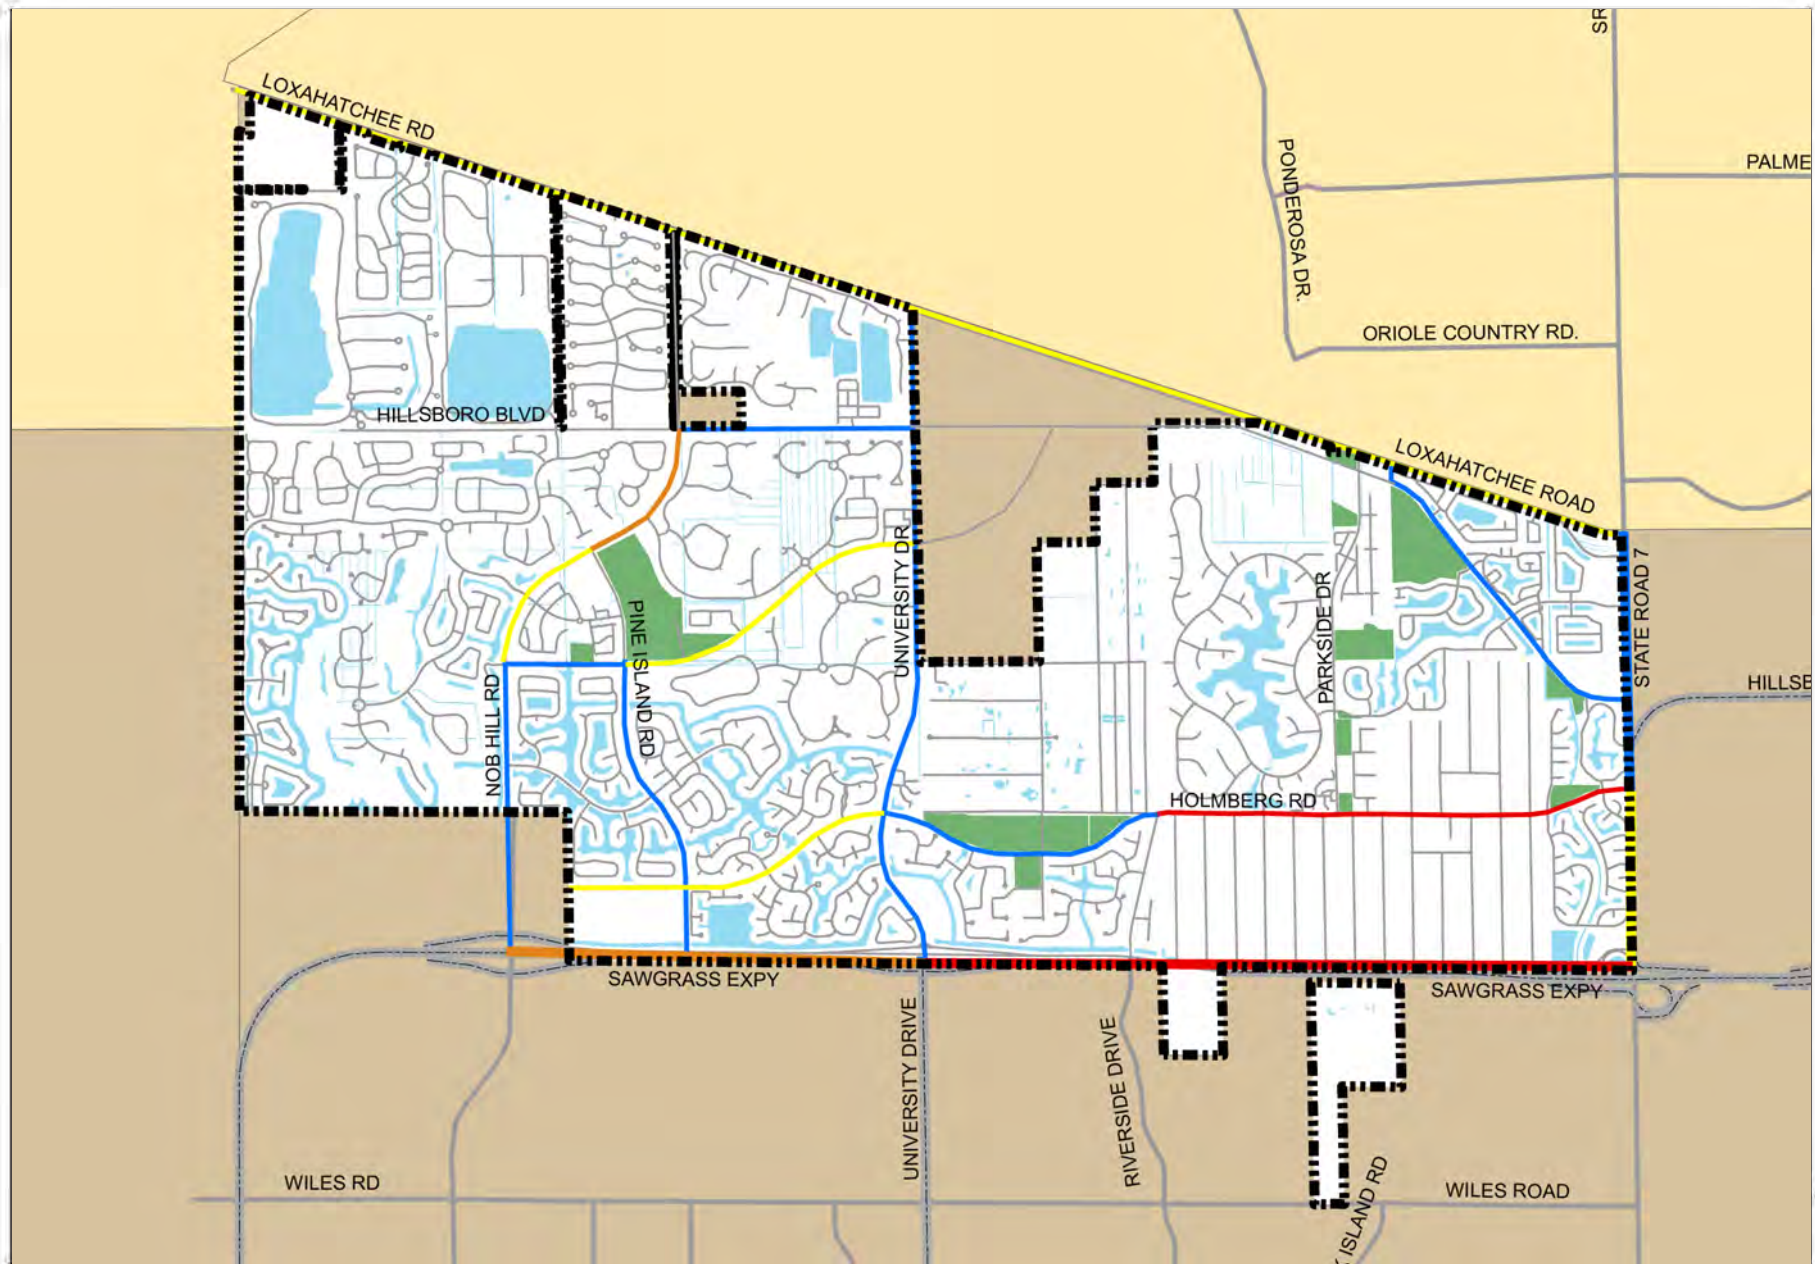 SR
LOXAHATCHEE RD
PALME
PONDEROSA DR.
ORIOLE COUNTRY RD.
HILLSBORO BLVD
LOXAHATCHEE ROAD
UNIVERSITY DR
STATE ROAD 7
PINE ISLAND RD
PARKSIDE DR
NOB HILL RD
HILLSB
HOLMBERG RD
SAWGRASS EXPY
SAWGRASS EXPY
UNIVERSITY DRIVE
RIVERSIDE DRIVE
WILES RD
WILES ROAD
ISLAND RD